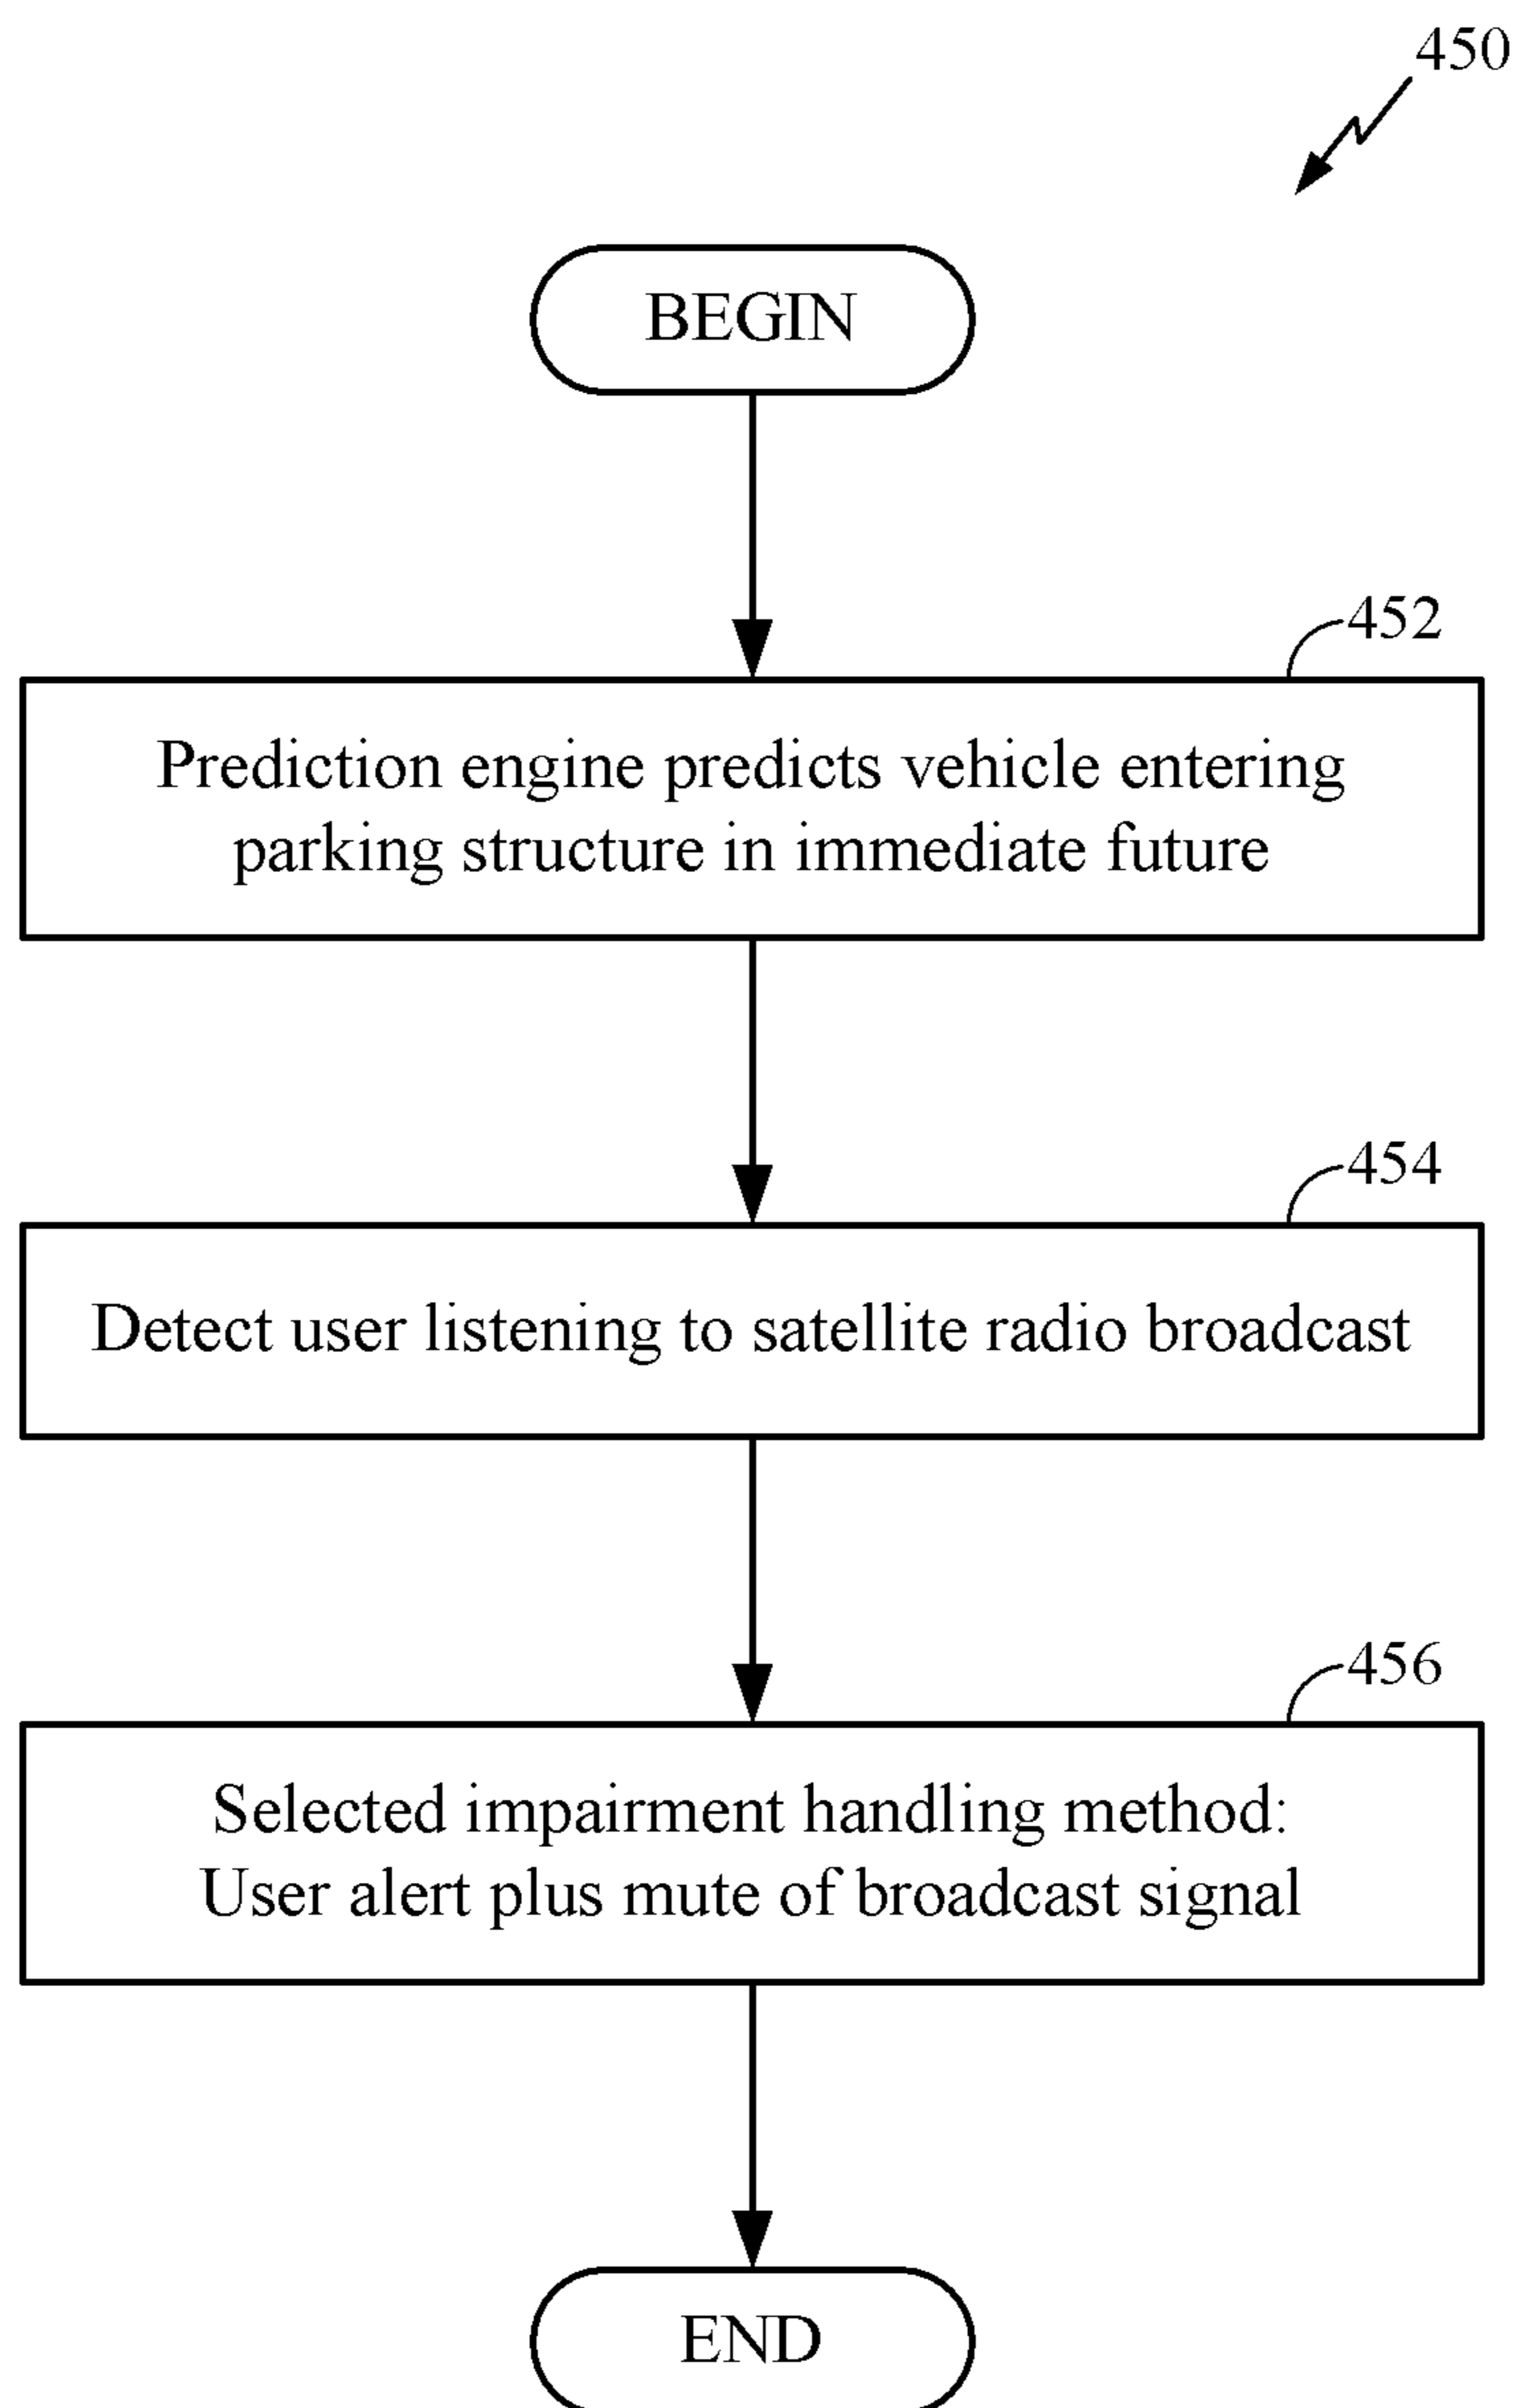 450
BEGIN
452
Prediction engine predicts vehicle entering
parking structure in immediate future
454
Detect user listening to satellite radio broadcast
456
Selected impairment handling method:
User alert plus mute of broadcast signal
END